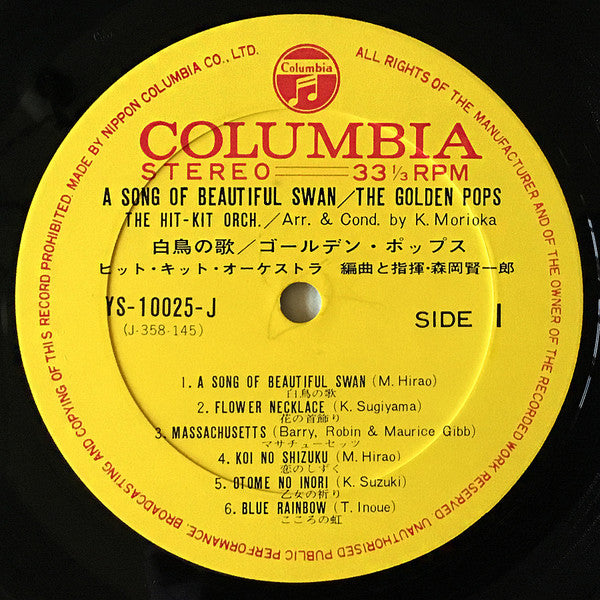 MADE BY NIPPON COLUMBIA CO., LTD. ALL RIGHTS OF THE MANUFACTURER AND OF THE OWNER OF THE RECORDED WORK RESERVED UNAUTHORISED PUBLIC PERFORMANCE. BROADCASTING AND COPYING OF THIS RECORD PROHIBITED
Columbia
COLUMBIA
STEREO 33 1/3 RPM
A SONG OF BEAUTIFUL SWAN/THE GOLDEN POPS
THE HIT-KIT ORCH./Arr. & Cond. by K. Morioka
白鳥の歌/ゴールデン・ポップス
ヒット・キット・オーケストラ 編曲と指揮・森岡賢一郎
YS-10025-J
(J-358-145)
SIDE 1
1. A SONG OF BEAUTIFUL SWAN (M. Hirao)
白鳥の歌
2. FLOWER NECKLACE (K. Sugiyama)
花の首飾り
3. MASSACHUSETTS (Barry, Robin & Maurice Gibb)
マサチューセッツ
4. KOI NO SHIZUKU (M. Hirao)
恋のしずく
5. OTOME NO INORI (K. Suzuki)
乙女の祈り
6. BLUE RAINBOW (T. Inoue)
こころの虹